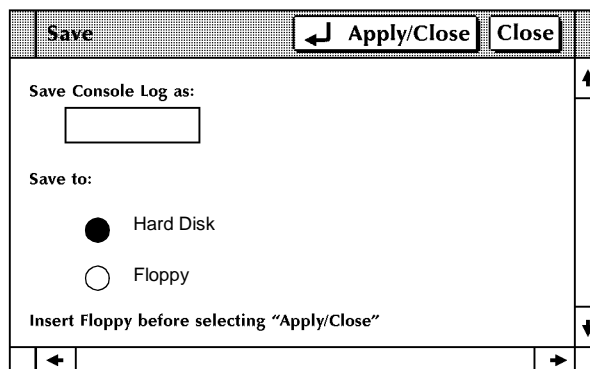 Save Apply/Close Close
Save Console Log as:
Save to:
Hard Disk
Floppy
Insert Floppy before selecting “Apply/Close”